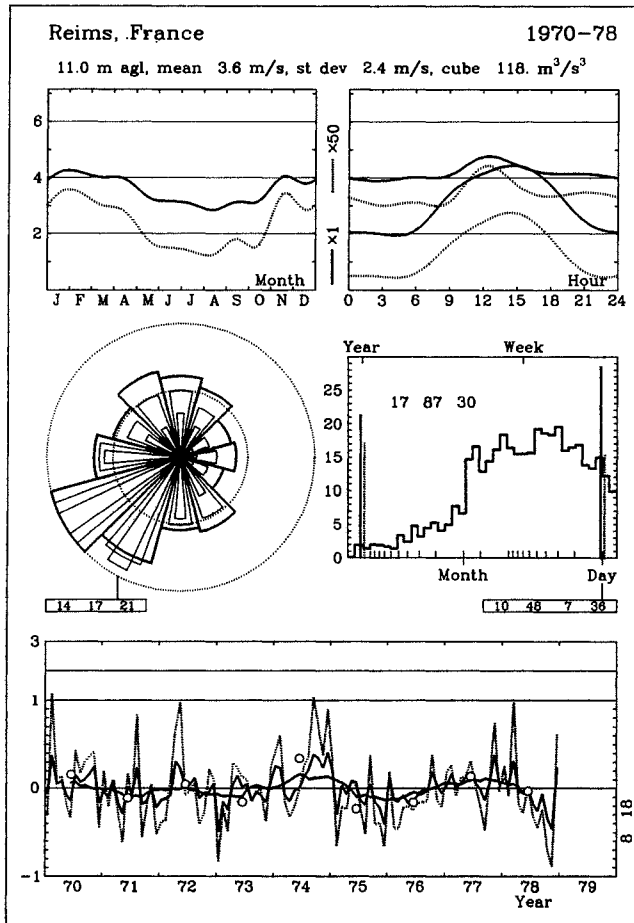 Reims, France 1970-78
11.0 m agl, mean 3.6 m/s, st dev 2.4 m/s, cube 118. m³/s³
6
4
2
Month
J F M A M J J A S O N D
×50
×1
Hour
0 3 6 9 12 15 18 21 24
Year Week
30
25
20
15
10
5
0
17 87 30
Month Day
14 17 21
10 48 7 36
3
1
0
-1
70 71 72 73 74 75 76 77 78 79
Year
8 18